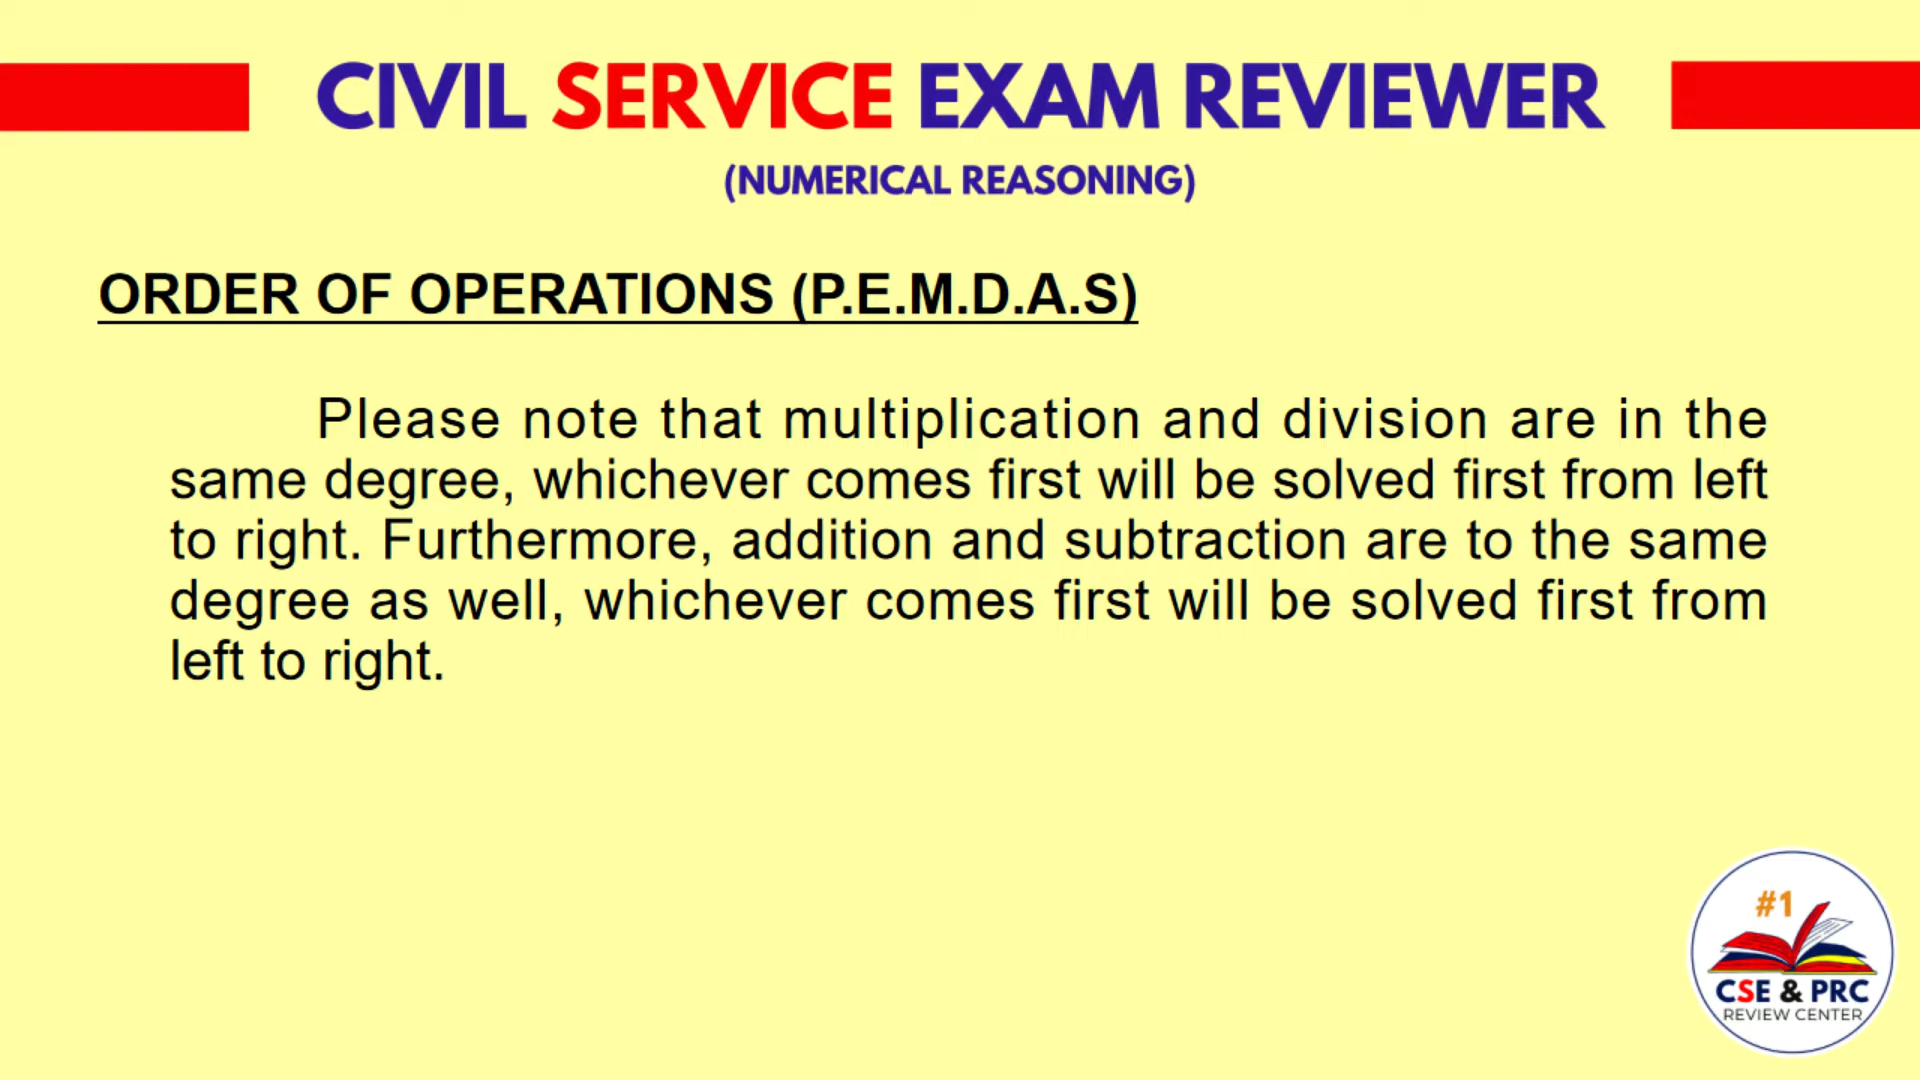 CIVIL SERVICE EXAM REVIEWER
(NUMERICAL REASONING)
ORDER OF OPERATIONS (P.E.M.D.A.S)
Please note that multiplication and division are in the
same degree, whichever comes first will be solved first from left
to right. Furthermore, addition and subtraction are to the same
degree as well, whichever comes first will be solved first from
left to right.
#1
CSE & PRC
REVIEW CENTER